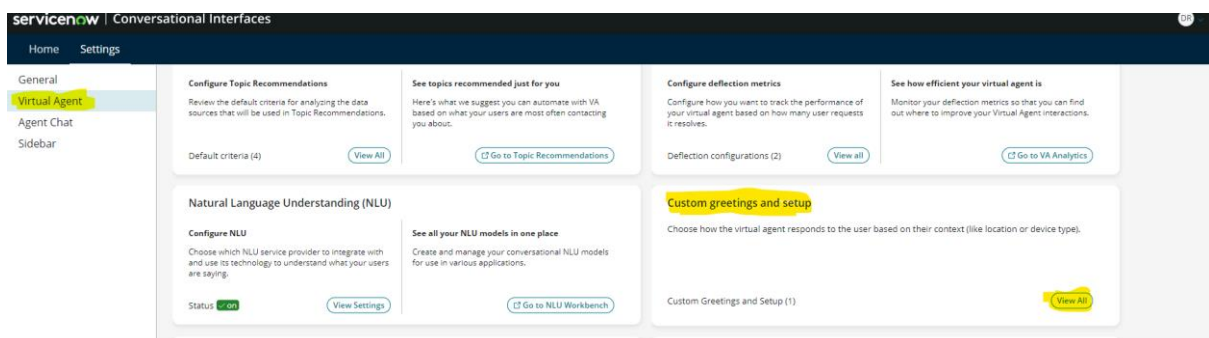 servicenow | Conversational Interfaces
DR
Home Settings
General
Virtual Agent
Agent Chat
Sidebar
Configure Topic Recommendations
Review the default criteria for analyzing the data
sources that will be used in Topic Recommendations.
Default criteria (4)
View All
See topics recommended just for you
Here's what we suggest you can automate with VA
based on what your users are most often contacting
you about.
Go to Topic Recommendations
Configure deflection metrics
Configure how you want to track the performance of
your virtual agent based on how many user requests
it resolves.
Deflection configurations (2)
View all
See how efficient your virtual agent is
Monitor your deflection metrics so that you can find
out where to improve your Virtual Agent interactions.
Go to VA Analytics
Natural Language Understanding (NLU)
Configure NLU
Choose which NLU service provider to integrate with
and use its technology to understand what your users
are saying.
Status on
View Settings
See all your NLU models in one place
Create and manage your conversational NLU models
for use in various applications.
Go to NLU Workbench
Custom greetings and setup
Choose how the virtual agent responds to the user based on their context (like location or device type).
Custom Greetings and Setup (1)
View All